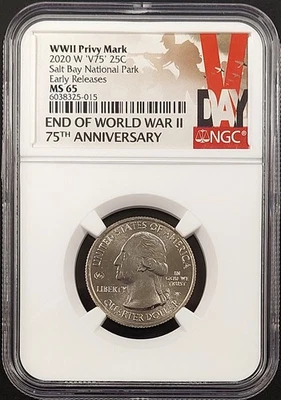 WWII Privy Mark
2020 W 'V75' 25C
Salt Bay National Park
Early Releases
MS 65
6038325-015
V
DAY
NGC®
END OF WORLD WAR II
75TH ANNIVERSARY
UNITED STATES OF AMERICA
LIBERTY
IN
GOD WE
TRUST
QUARTER DOLLAR